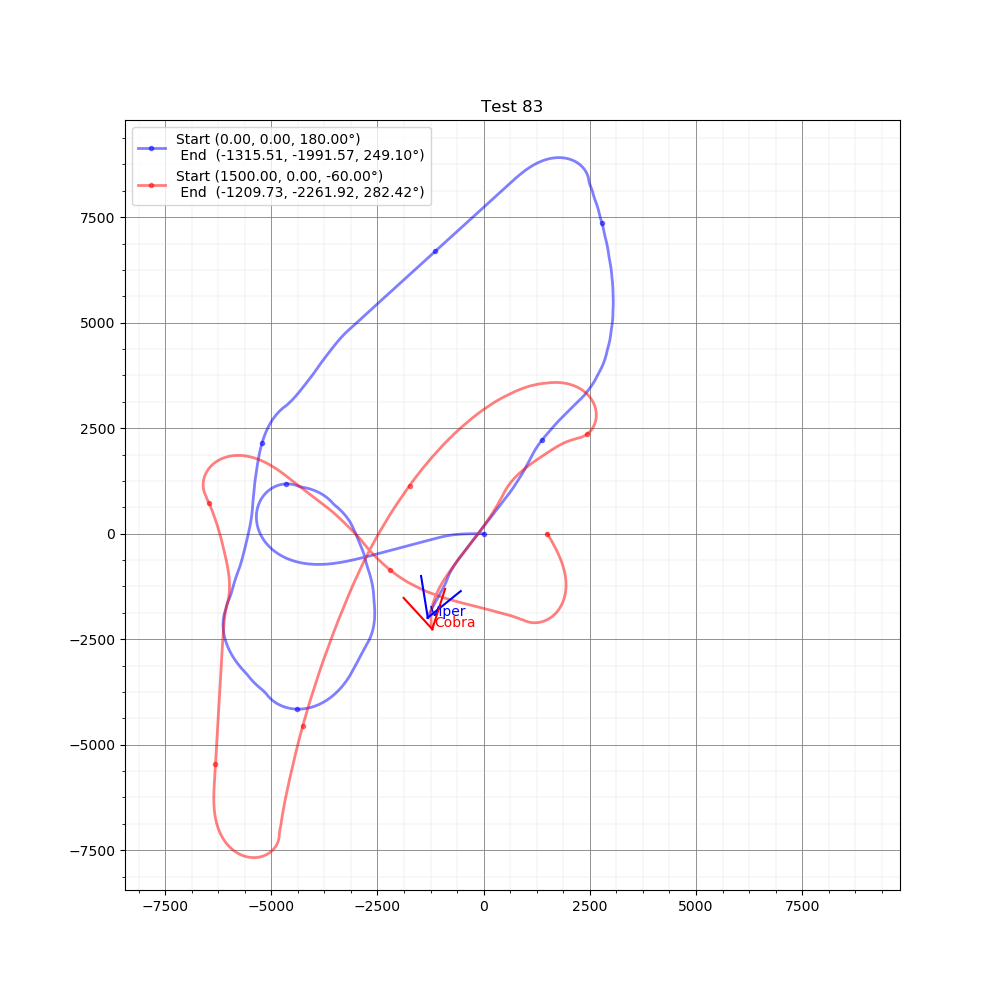 Test 83
Start (0.00, 0.00, 180.00°)
End (-1315.51, -1991.57, 249.10°)
Start (1500.00, 0.00, -60.00°)
End (-1209.73, -2261.92, 282.42°)
7500
5000
2500
0
−2500
−5000
−7500
Viper
Cobra
−7500 −5000 −2500 0 2500 5000 7500